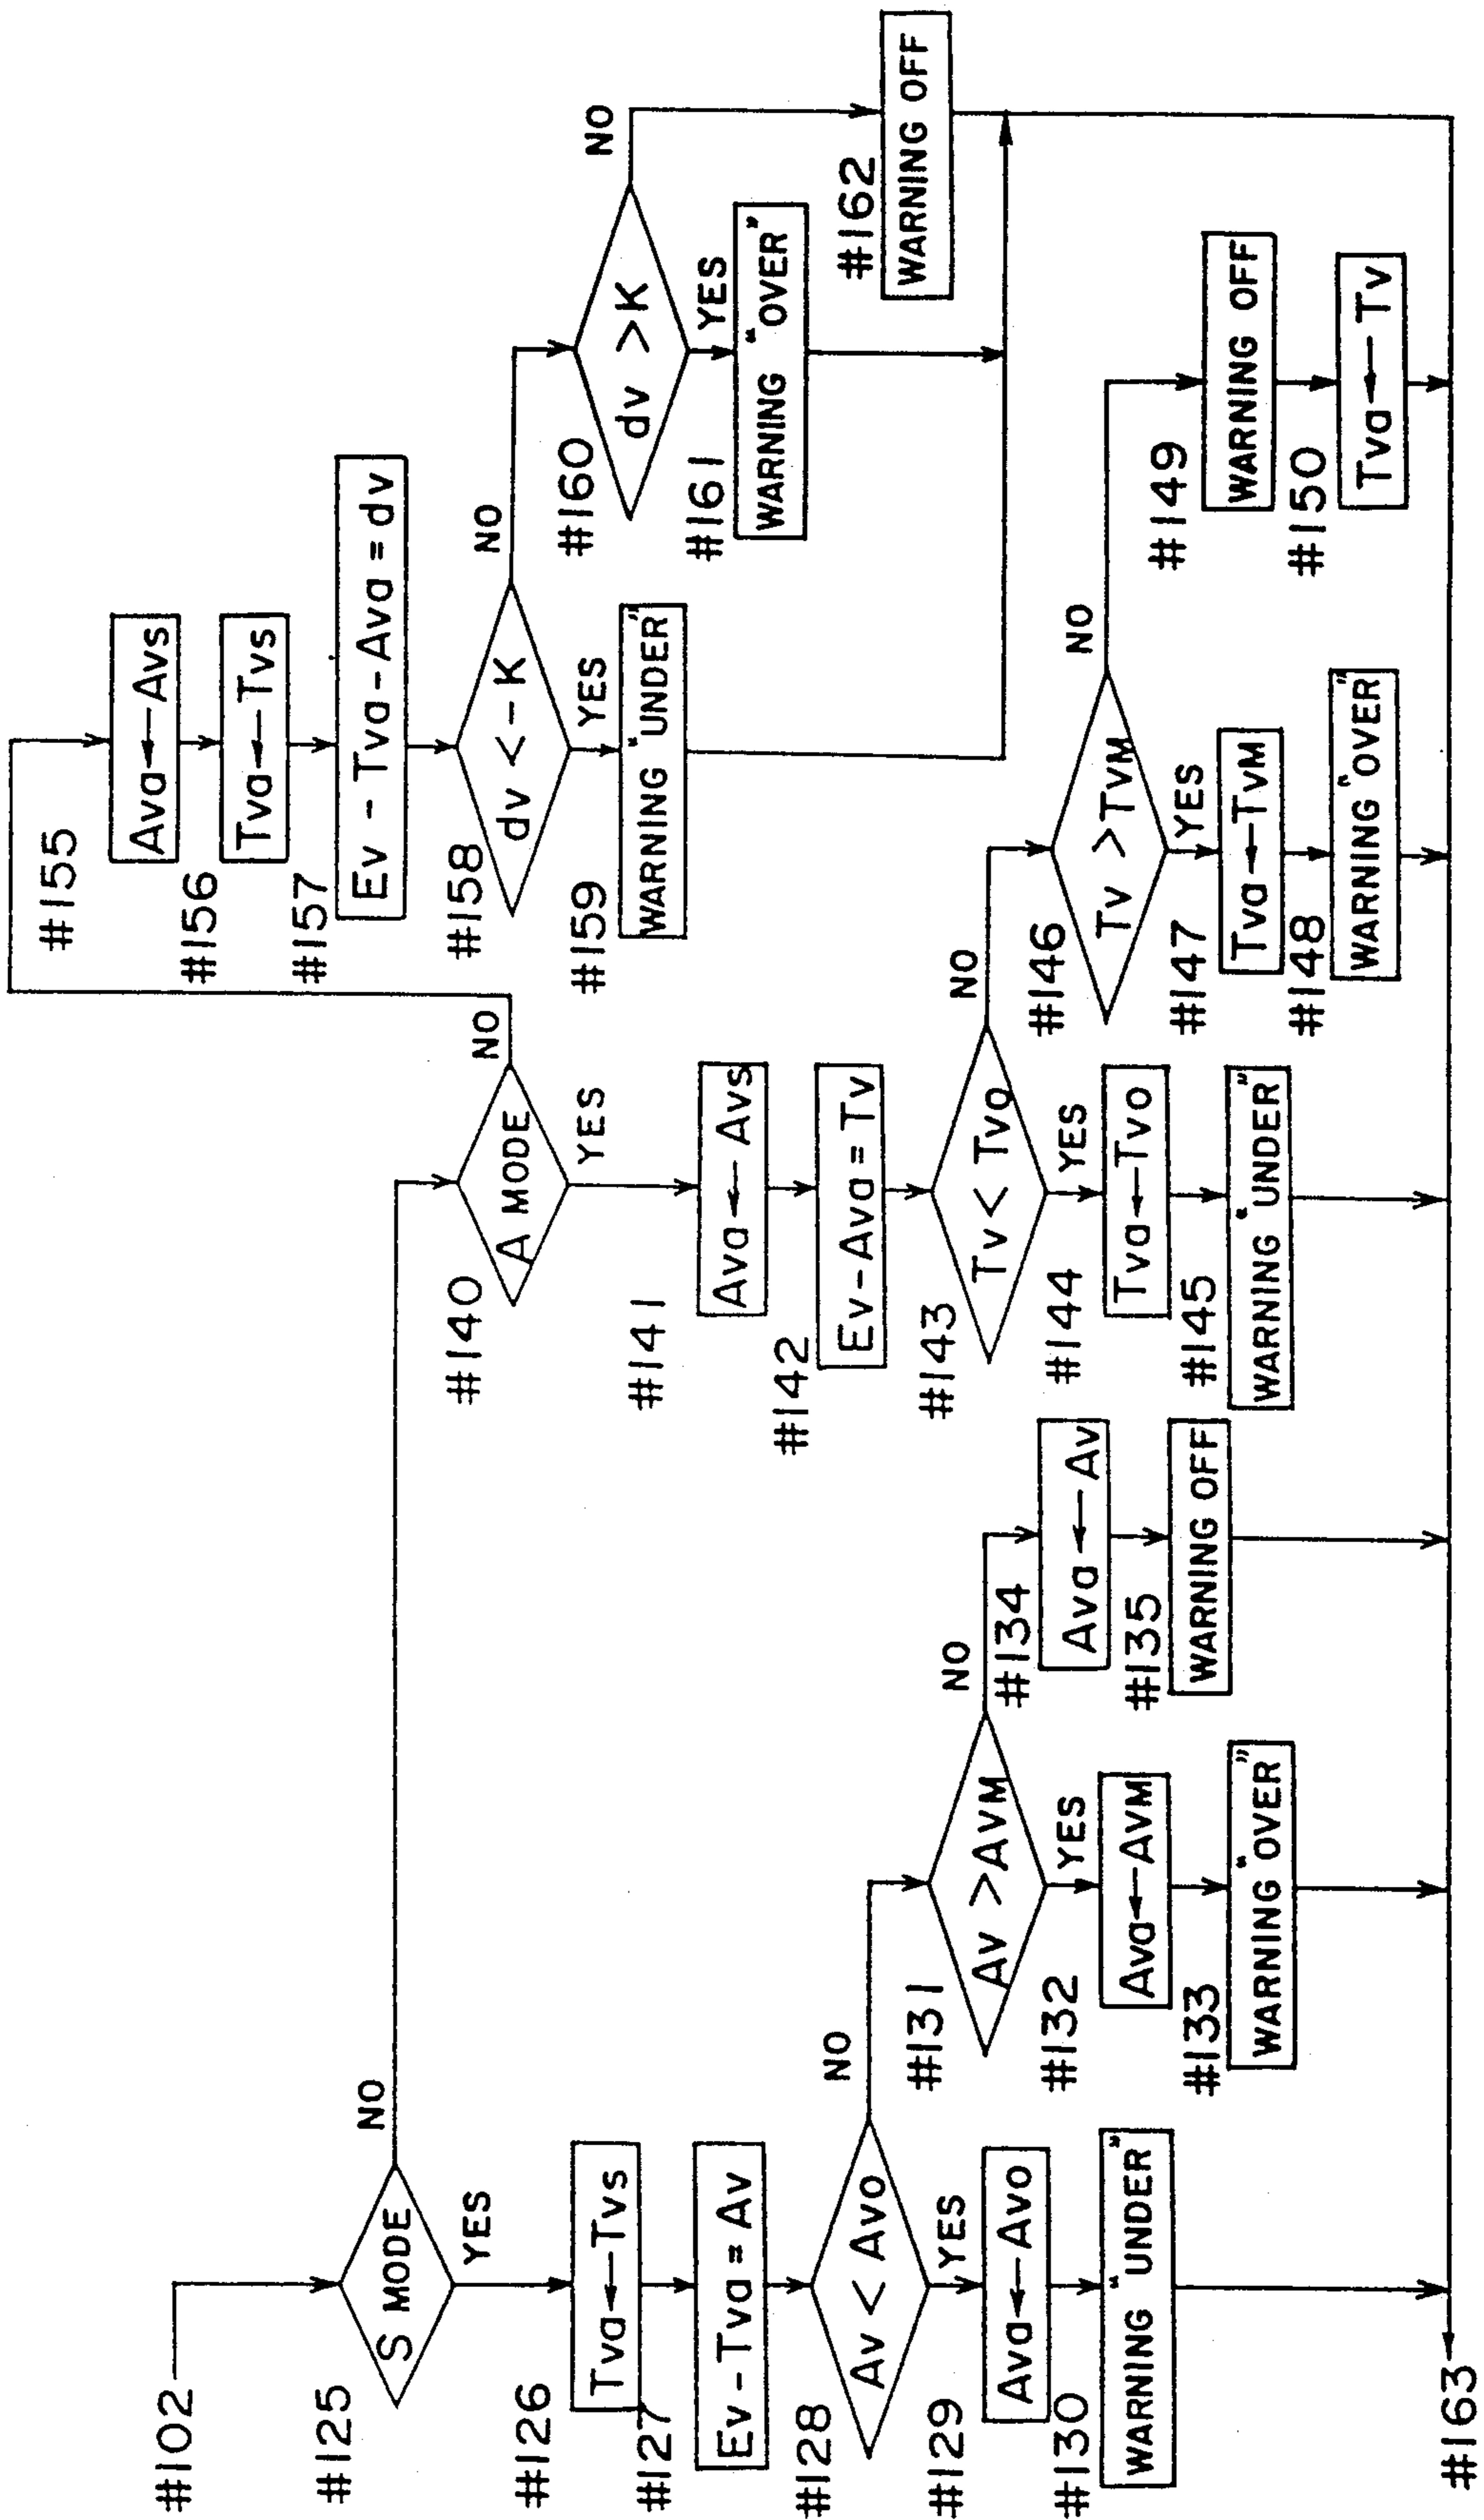 #102
#125
S MODE
NO
YES
#126
Tva←Tvs
#127
Ev-Tva=Av
#128
Av < Avo
NO
YES
#129
Ava←Avo
#130
WARNING "UNDER"
#131
Av > AVM
NO
YES
#132
Ava←AVM
#133
WARNING "OVER"
#134
Ava←Av
#135
WARNING OFF
#140
A MODE
NO
YES
#141
Ava←Avs
#142
Ev-Ava=Tv
#143
Tv < Tvo
NO
YES
#144
Tva←Tvo
#145
WARNING "UNDER"
#146
Tv > TVM
NO
YES
#147
Tva←TVM
#148
WARNING "OVER"
#149
WARNING OFF
#150
Tva←Tv
#155
Ava←Avs
#156
Tva←Tvs
#157
Ev-Tva-Ava=dv
#158
dv < -K
NO
YES
#159
WARNING "UNDER"
#160
dv > K
NO
YES
#161
WARNING "OVER"
#162
WARNING OFF
#163